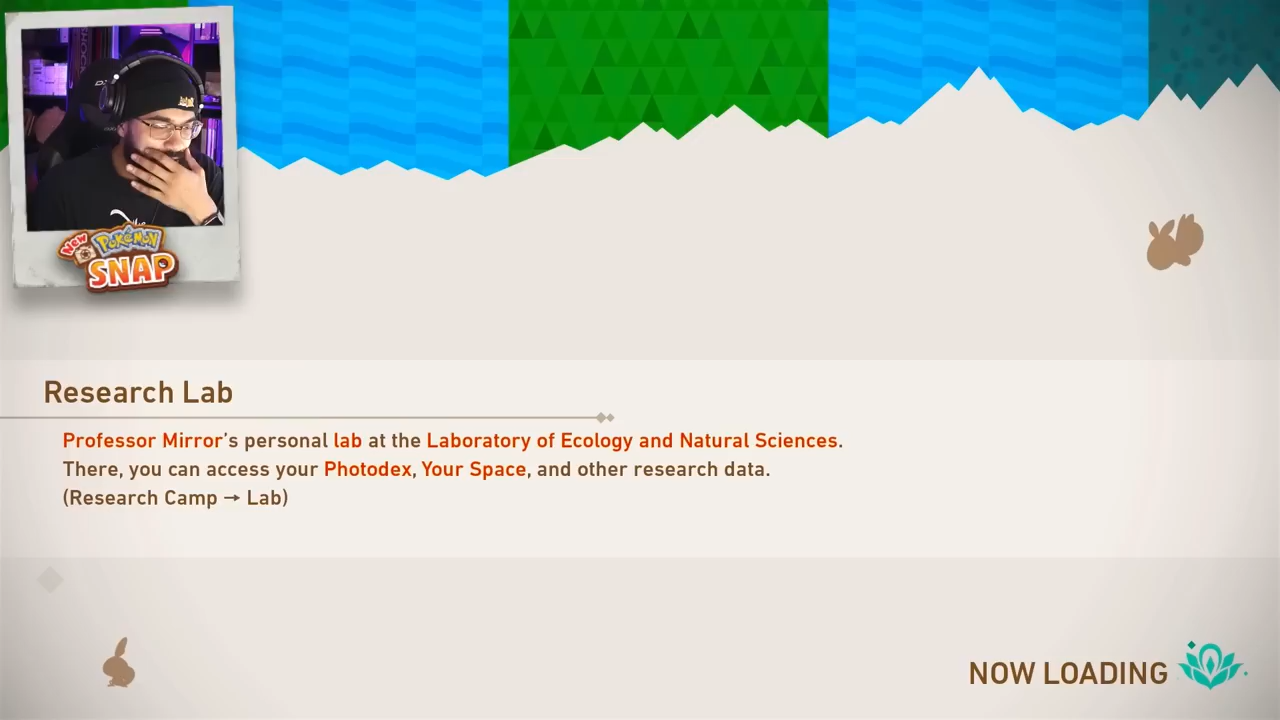 New
Pokémon
SNAP
Research Lab
Professor Mirror's personal lab at the Laboratory of Ecology and Natural Sciences.
There, you can access your Photodex, Your Space, and other research data.
(Research Camp → Lab)
NOW LOADING